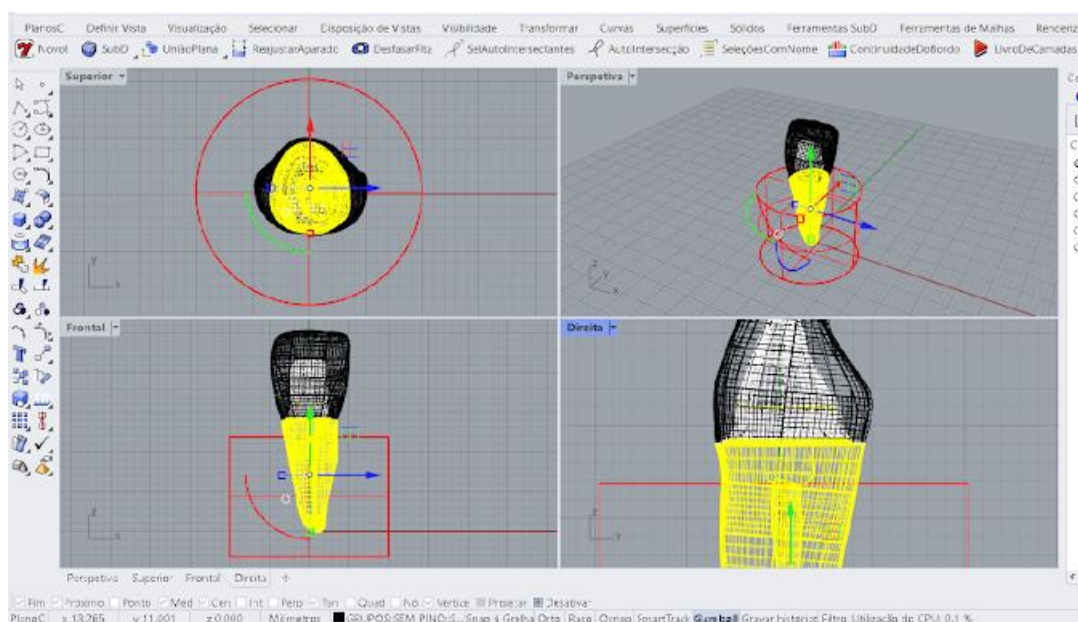 PlanosC Definir Vista Visualização Selecionar Disposição de Vistas Visibilidade Transformar Curvas Superfícies Sólidos Ferramentas SubD Ferramentas de Malhas Renderiz
Novo! SubD UniãoPlana ReajustarAparado DesfasarFita SelAutoIntersectantes AutoIntersecção SeleçõesComNome ContinuidadeDoBordo LivroDeCamadas
Superior
Perspetiva
y
x
z
y
x
Frontal
Direita
z
x
z
y
Perspetiva Superior Frontal Direita +
Fim Próximo Ponto Méd Cen Int Perp Tan Quad Nó Vértice Projetar Desativar
PlanoC x 13.265 y 11.001 z 0.000 Milímetros Snap à Grelha Orto Osnap SmartTrack Gumball Gravar histórico Filtro Utilização de CPU: 0.1 %